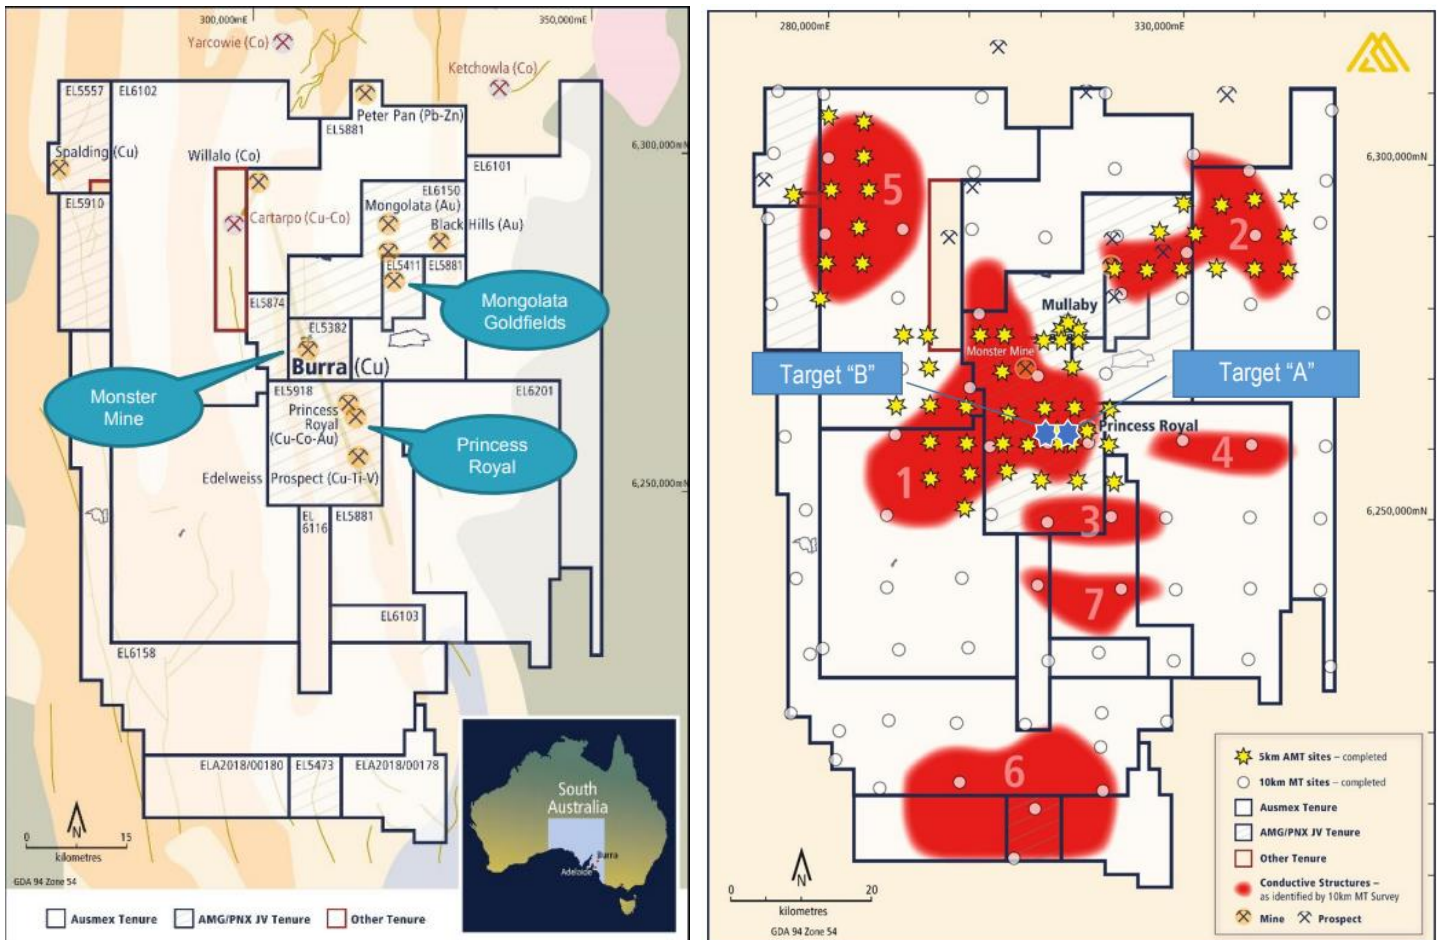 300,000mE
350,000mE
Yarcowie (Co)
Ketchowla (Co)
EL5557
EL6102
Peter Pan (Pb-Zn)
EL5881
6,300,000mN
Spalding (Cu)
Willalo (Co)
EL6101
EL6150
EL5910
Mongolata (Au)
Cartarpo (Cu-Co)
Black Hills (Au)
EL5411
EL5881
Mongolata
Goldfields
EL5874
EL5382
Burra (Cu)
Monster
Mine
EL5918
EL6201
Princess
Royal
(Cu-Co-Au)
Princess
Royal
Edelweiss Prospect (Cu-Ti-V)
6,250,000mN
EL
6116
EL5881
EL6103
EL6158
ELA2018/00180
EL5473
ELA2018/00178
South
Australia
Burra
Adelaide
N
0
15
kilometres
GDA 94 Zone 54
Ausmex Tenure
AMG/PNX JV Tenure
Other Tenure
280,000mE
330,000mE
6,300,000mN
5
2
Mullaby
Monster Mine
Target "B"
Target "A"
Princess Royal
4
1
3
6,250,000mN
7
6
5km AMT sites – completed
10km MT sites – completed
Ausmex Tenure
AMG/PNX JV Tenure
Other Tenure
Conductive Structures –
as identified by 10km MT Survey
Mine
Prospect
N
0
20
kilometres
GDA 94 Zone 54